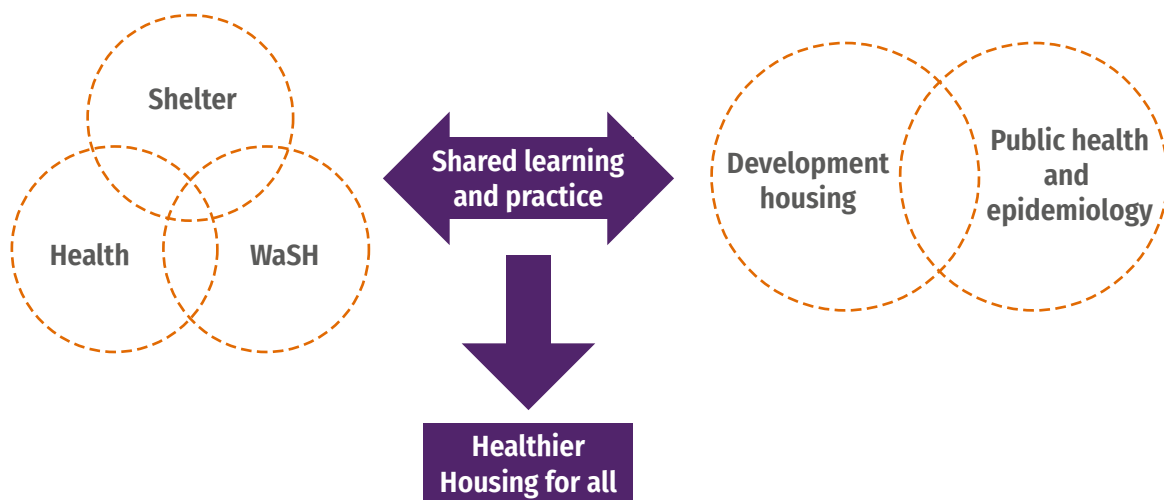 Shelter
Health
WaSH
Shared learning
and practice
Development
housing
Public health
and
epidemiology
Healthier
Housing for all